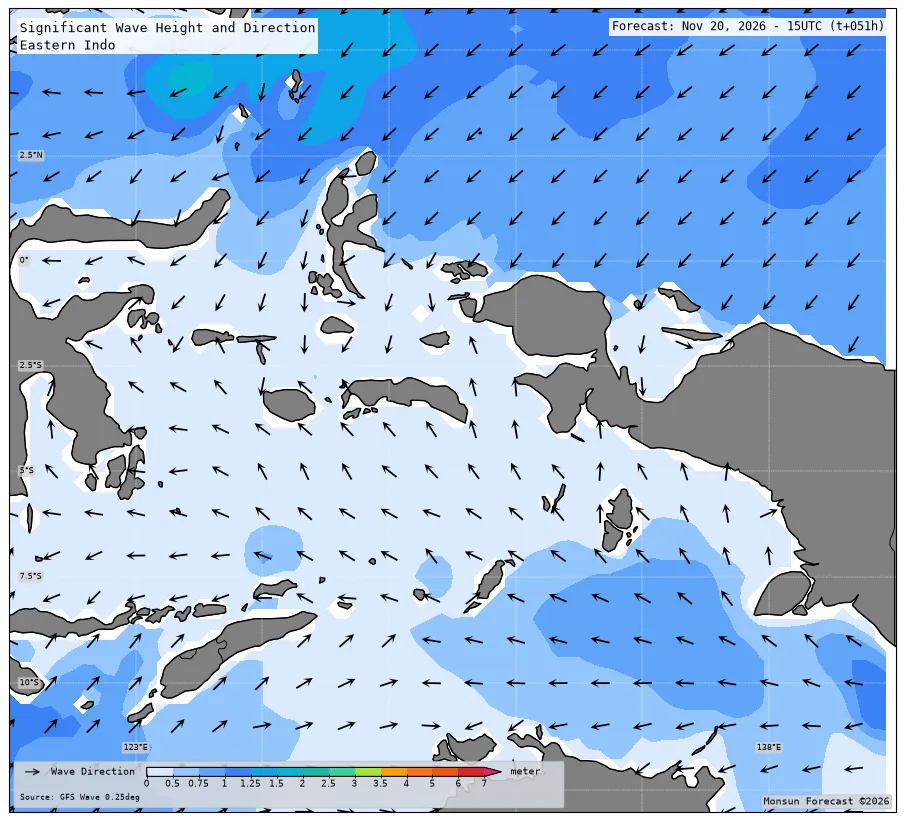 Significant Wave Height and Direction
Eastern Indo
Forecast: Nov 20, 2026 - 15UTC (t+051h)
2.5°N
0°
2.5°S
5°S
7.5°S
10°S
123°E
138°E
Wave Direction
meter
0 0.5 0.75 1 1.25 1.5 2 2.5 3 3.5 4 5 6 7
Source: GFS Wave 0.25deg
Monsun Forecast ©2026